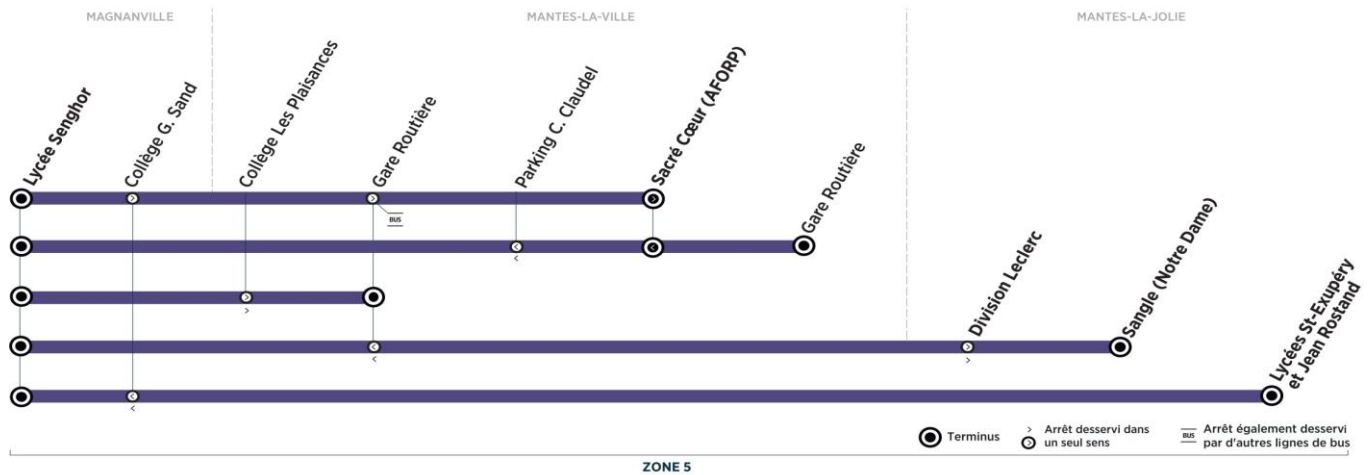 MAGNANVILLE
MANTES-LA-VILLE
MANTES-LA-JOLIE
Lycée Senghor
Collège G. Sand
Collège Les Plaisances
Gare Routière
Parking C. Claudel
Sacré Cœur (AFORP)
Gare Routière
BUS
Division Leclerc
Sangle (Notre Dame)
Lycées St-Exupéry
et Jean Rostand
Terminus
Arrêt desservi dans
un seul sens
BUS
Arrêt également desservi
par d'autres lignes de bus
ZONE 5